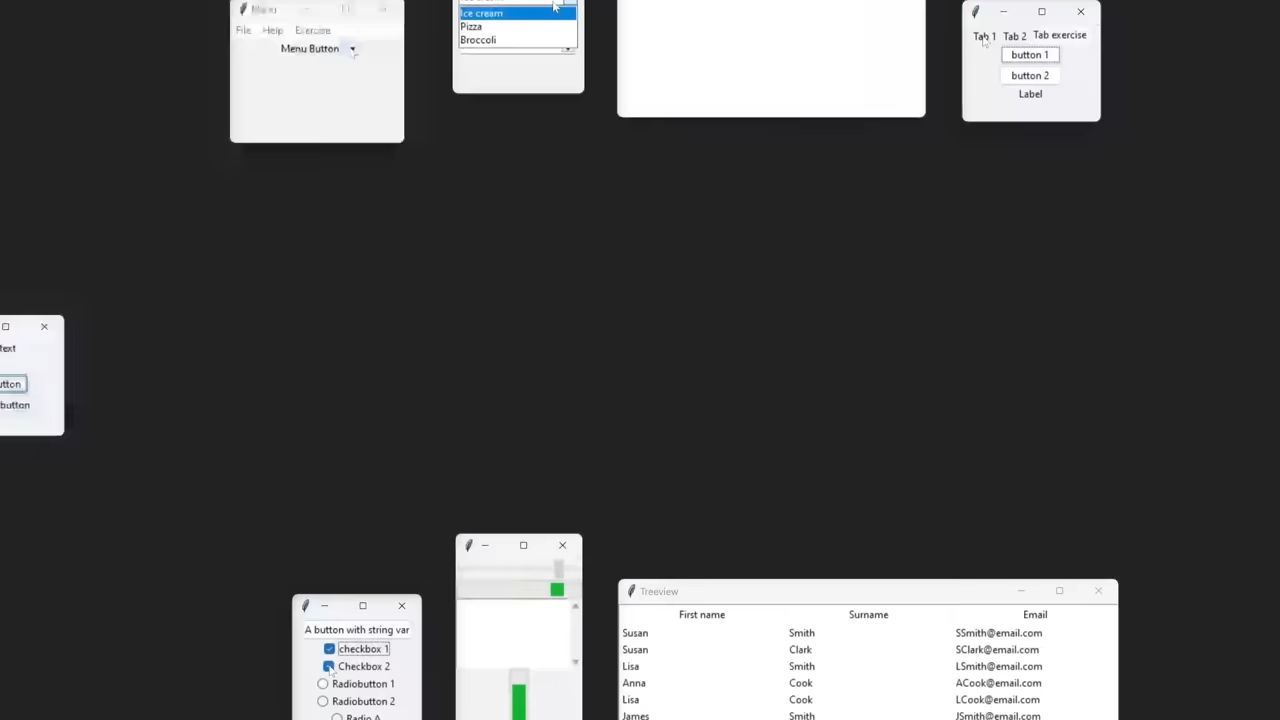 Menu
File Help Exercise
Menu Button
Ice cream
Pizza
Broccoli
Tab 1 Tab 2 Tab exercise
button 1
button 2
Label
text
utton
button
A button with string var
checkbox 1
Checkbox 2
Radiobutton 1
Radiobutton 2
Radio A
Treeview
First name Surname Email
Susan Smith SSmith@email.com
Susan Clark SClark@email.com
Lisa Smith LSmith@email.com
Anna Cook ACook@email.com
Lisa Cook LCook@email.com
James Smith JSmith@email.com